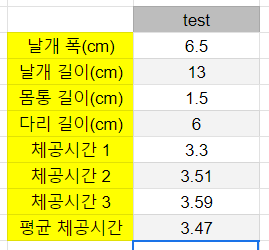 test
날개 폭(cm) 6.5
날개 길이(cm) 13
몸통 길이(cm) 1.5
다리 길이(cm) 6
체공시간 1 3.3
체공시간 2 3.51
체공시간 3 3.59
평균 체공시간 3.47